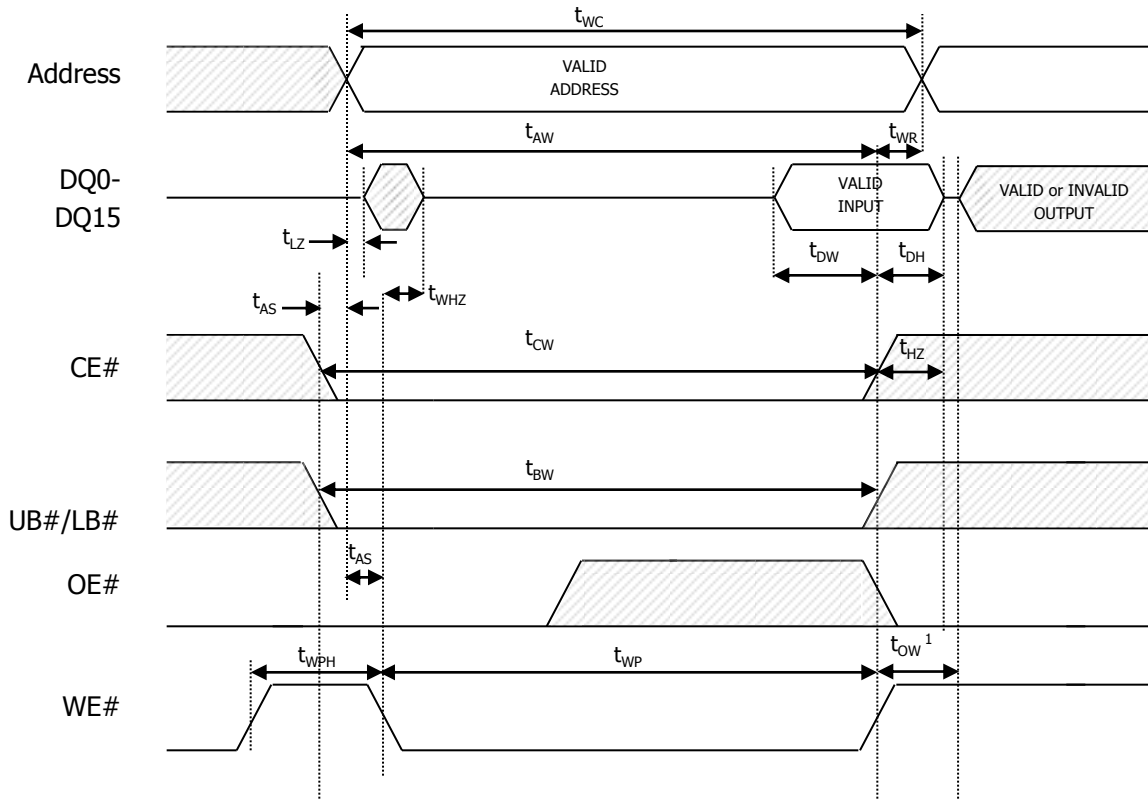 tWC
Address
VALID
ADDRESS
tAW
tWR
DQ0-
DQ15
VALID
INPUT
VALID or INVALID
OUTPUT
tLZ
tDW
tDH
tAS
tWHZ
CE#
tCW
tHZ
UB#/LB#
tBW
OE#
tAS
tWPH
tWP
tOW 1
WE#